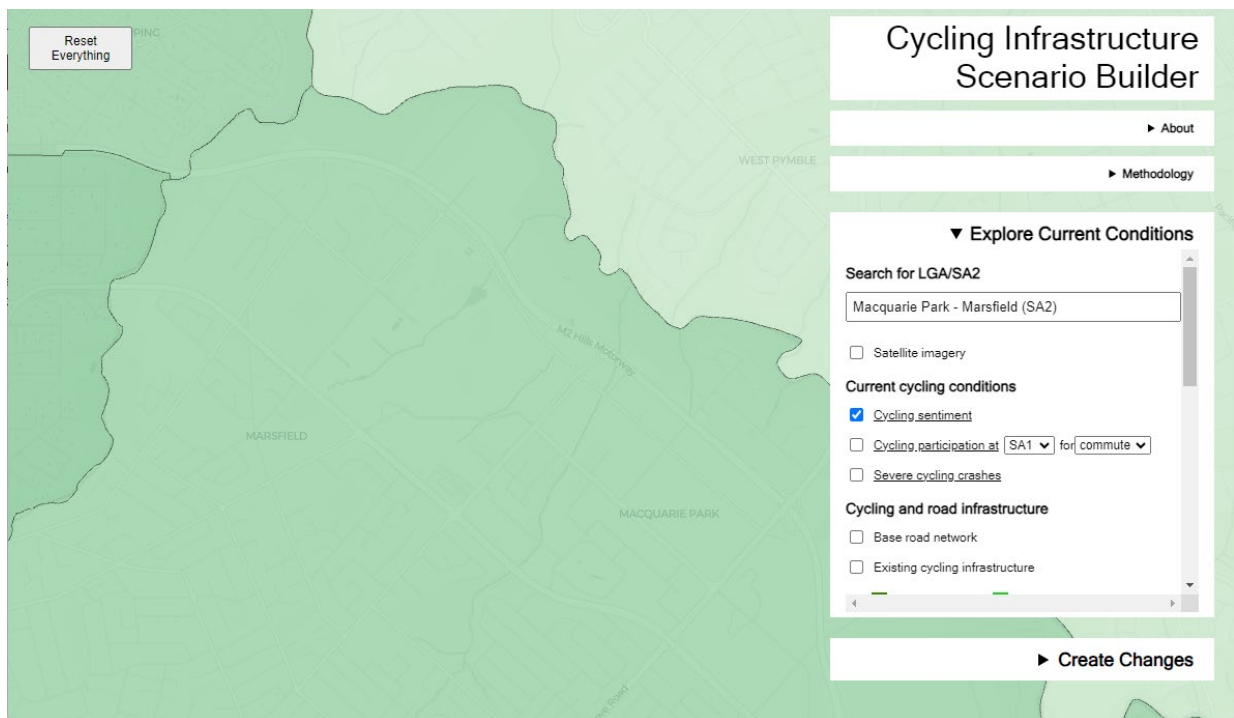 Reset
Everything
PING
WEST PYMBLE
M2 Hills Motorway
MARSFIELD
MACQUARIE PARK
Cycling Infrastructure
Scenario Builder
► About
► Methodology
▼ Explore Current Conditions
Search for LGA/SA2
Macquarie Park - Marsfield (SA2)
Satellite imagery
Current cycling conditions
Cycling sentiment
Cycling participation at SA1 for commute
Severe cycling crashes
Cycling and road infrastructure
Base road network
Existing cycling infrastructure
► Create Changes